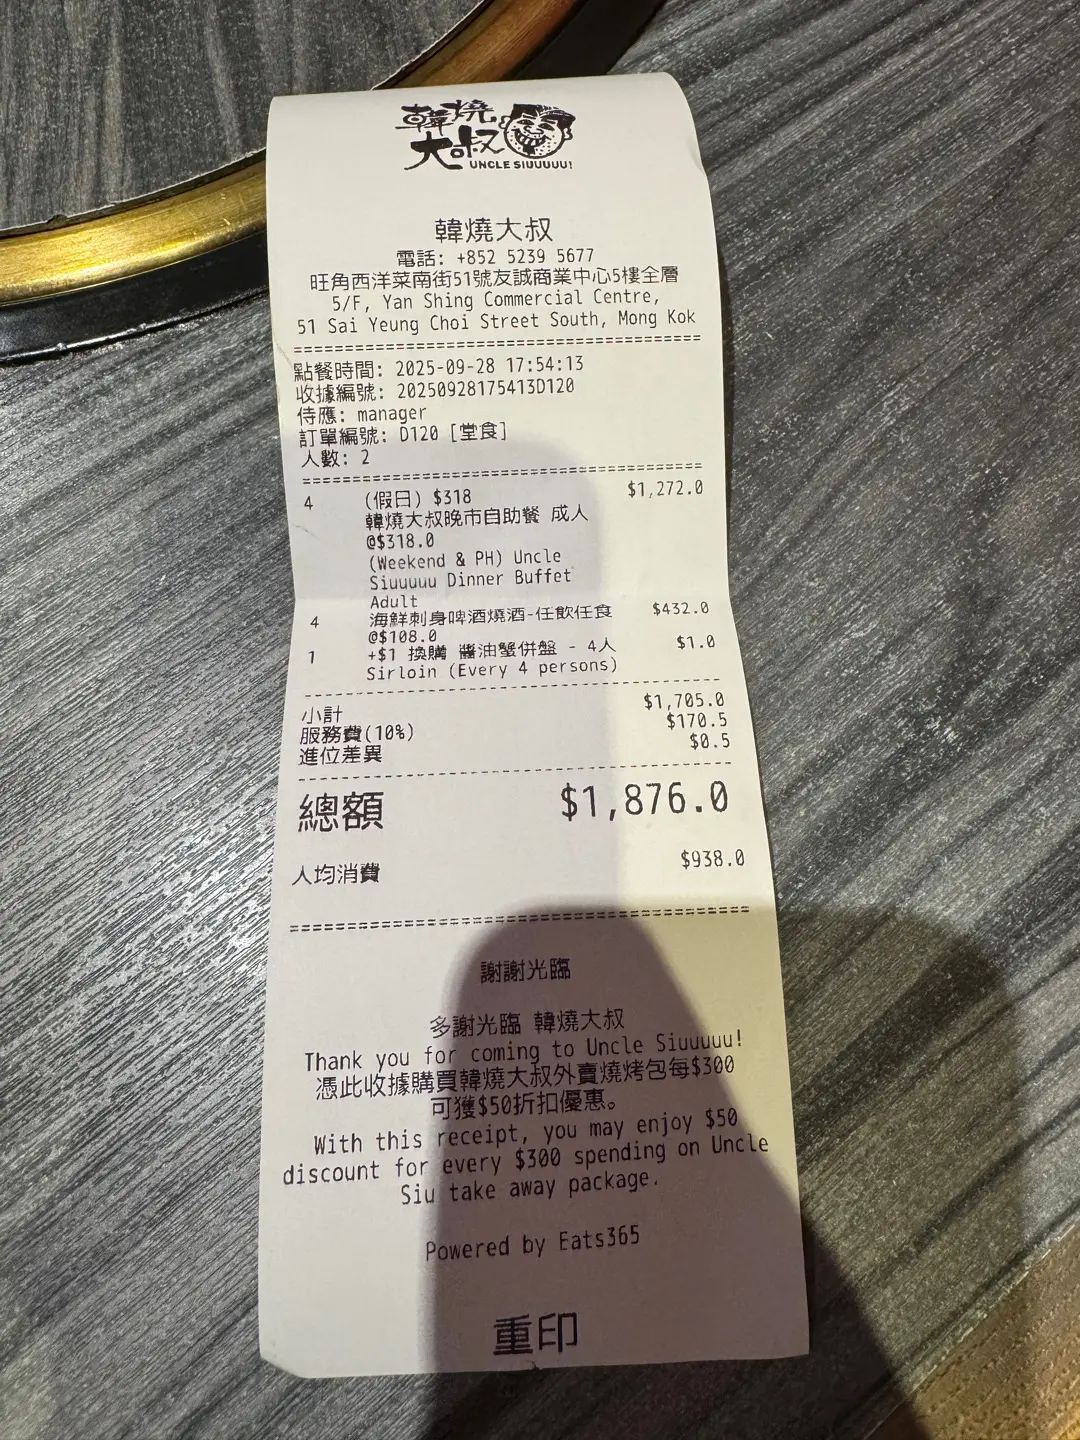 韓燒
大叔
UNCLE SIUUUUU!
韓燒大叔
電話: +852 5239 5677
旺角西洋菜南街51號友誠商業中心5樓全層
5/F, Yan Shing Commercial Centre,
51 Sai Yeung Choi Street South, Mong Kok
點餐時間: 2025-09-28 17:54:13
收據編號: 20250928175413D120
侍應: manager
訂單編號: D120 [堂食]
人數: 2
4 (假日) $318 $1,272.0
韓燒大叔晚市自助餐 成人
@$318.0
(Weekend & PH) Uncle
Siuuuuu Dinner Buffet
Adult
4 海鮮刺身啤酒燒酒-任飲任食 $432.0
@$108.0
1 +$1 換購 醬油蟹併盤 - 4人 $1.0
Sirloin (Every 4 persons)
小計 $1,705.0
服務費(10%) $170.5
進位差異 $0.5
總額 $1,876.0
人均消費 $938.0
謝謝光臨
多謝光臨 韓燒大叔
Thank you for coming to Uncle Siuuuuu!
憑此收據購買韓燒大叔外賣燒烤包每$300
可獲$50折扣優惠。
With this receipt, you may enjoy $50
discount for every $300 spending on Uncle
Siu take away package.
Powered by Eats365
重印